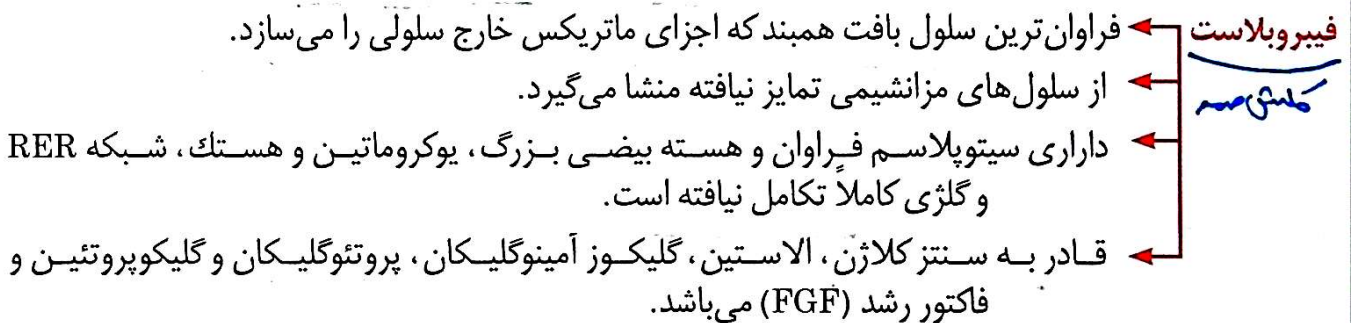 فیبروبلاست
فراوان‌ترین سلول بافت همبند که اجزای ماتریکس خارج سلولی را می‌سازد.
از سلول‌های مزانشیمی تمایز نیافته منشا می‌گیرد.
داراری سیتوپلاسم فراوان و هسته بیضی بزرگ، یوکروماتین و هستك، شبکه RER
و گلژی کاملاً تکامل نیافته است.
قادر به سنتز کلاژن، الاستین، گلیکوز آمینوگلیکان، پروتئوگلیکان و گلیکوپروتئین و
فاکتور رشد (FGF) می‌باشد.